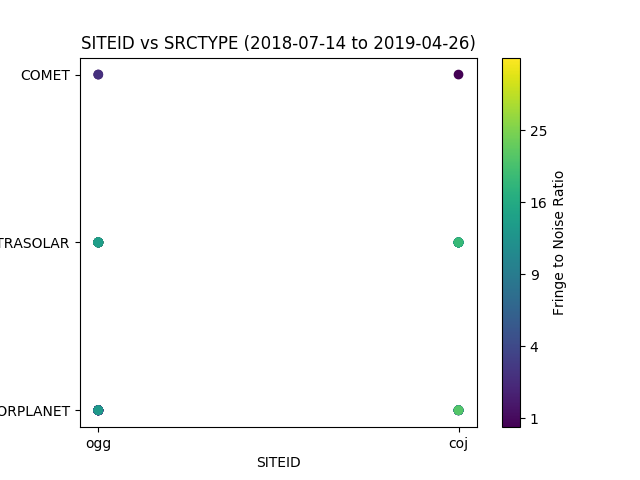 SITEID vs SRCTYPE (2018-07-14 to 2019-04-26)
COMET
TRASOLAR
ORPLANET
ogg
coj
SITEID
25
16
9
4
1
Fringe to Noise Ratio